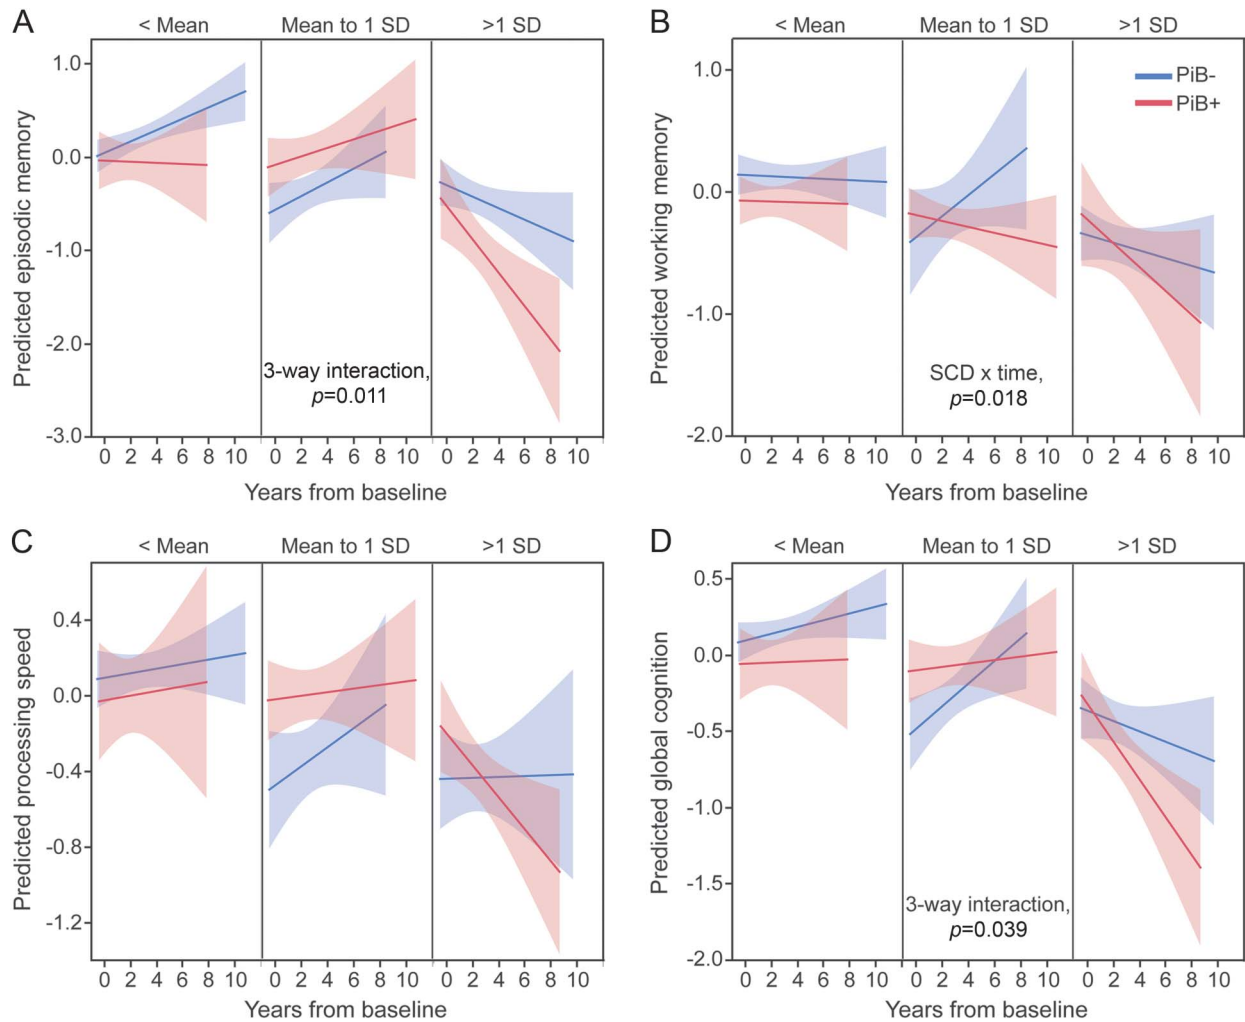 A
< Mean
Mean to 1 SD
>1 SD
Predicted episodic memory
1.0
0.0
-1.0
-2.0
-3.0
3-way interaction,
p=0.011
0 2 4 6 8 10
0 2 4 6 8 10
0 2 4 6 8 10
Years from baseline
B
< Mean
Mean to 1 SD
>1 SD
Predicted working memory
1.0
0.0
-1.0
-2.0
PiB-
PiB+
SCD x time,
p=0.018
0 2 4 6 8 10
0 2 4 6 8 10
0 2 4 6 8 10
Years from baseline
C
< Mean
Mean to 1 SD
>1 SD
Predicted processing speed
0.4
0.0
-0.4
-0.8
-1.2
0 2 4 6 8 10
0 2 4 6 8 10
0 2 4 6 8 10
Years from baseline
D
< Mean
Mean to 1 SD
>1 SD
Predicted global cognition
0.5
0.0
-0.5
-1.0
-1.5
-2.0
3-way interaction,
p=0.039
0 2 4 6 8 10
0 2 4 6 8 10
0 2 4 6 8 10
Years from baseline